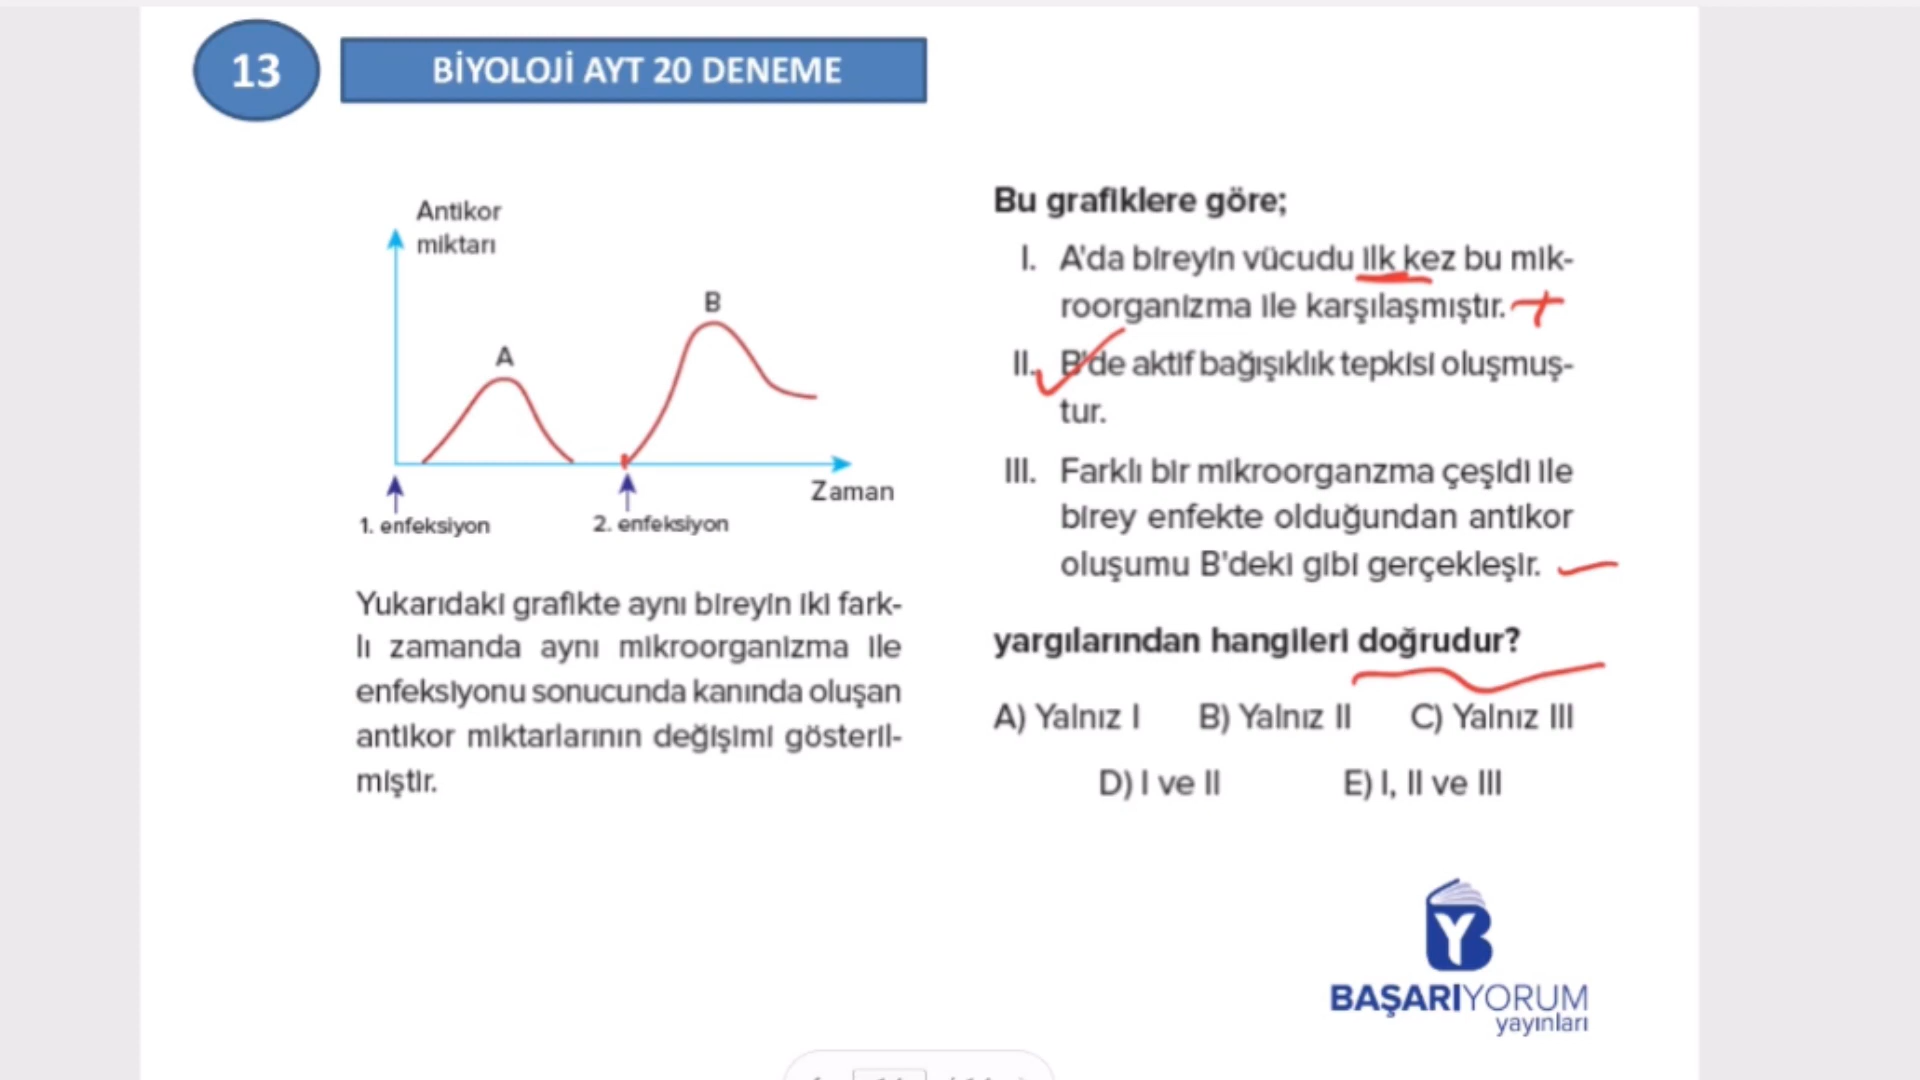 13
BİYOLOJİ AYT 20 DENEME
Antikor
miktarı
A
B
Zaman
1. enfeksiyon
2. enfeksiyon
Yukarıdaki grafikte aynı bireyin iki fark-
lı zamanda aynı mikroorganizma ile
enfeksiyonu sonucunda kanında oluşan
antikor miktarlarının değişimi gösteril-
miştir.
Bu grafiklere göre;
I. A'da bireyin vücudu ilk kez bu mik-
roorganizma ile karşılaşmıştır.
II. B'de aktif bağışıklık tepkisi oluşmuş-
tur.
III. Farklı bir mikroorganzma çeşidi ile
birey enfekte olduğundan antikor
oluşumu B'deki gibi gerçekleşir.
yargılarından hangileri doğrudur?
A) Yalnız I B) Yalnız II C) Yalnız III
D) I ve II E) I, II ve III
BAŞARIYORUM
yayınları